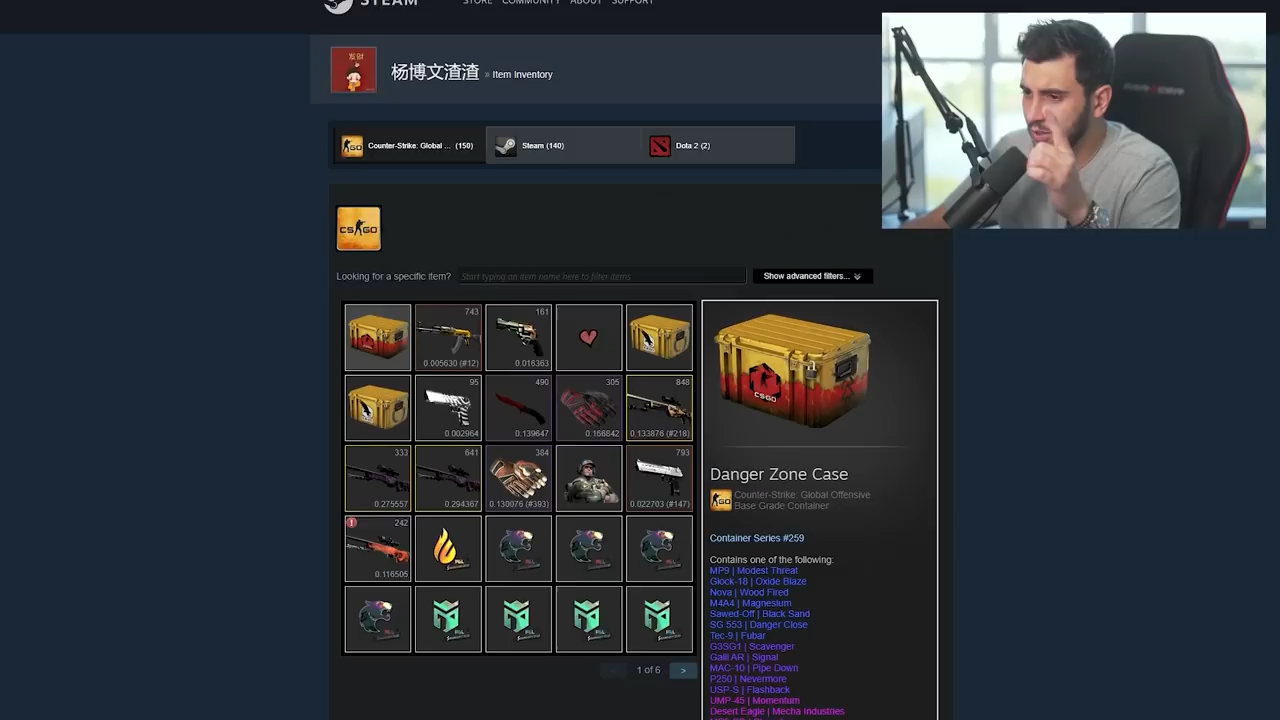 STEAM
STORE COMMUNITY ABOUT SUPPORT
发财
杨博文渣渣 » Item Inventory
Counter-Strike: Global ... (150)
Steam (140)
Dota 2 (2)
CS GO
Looking for a specific item?
Start typing an item name here to filter items
Show advanced filters...
743
0.005630 (#12)
161
0.016363
95
0.002964
490
0.139647
305
0.166842
848
0.133876 (#218)
333
0.275557
641
0.294367
384
0.130076 (#393)
793
0.022703 (#147)
242
0.116505
1 of 6 >
CSGO
Danger Zone Case
Counter-Strike: Global Offensive
Base Grade Container
Container Series #259
Contains one of the following:
MP9 | Modest Threat
Glock-18 | Oxide Blaze
Nova | Wood Fired
M4A4 | Magnesium
Sawed-Off | Black Sand
SG 553 | Danger Close
Tec-9 | Fubar
G3SG1 | Scavenger
Galil AR | Signal
MAC-10 | Pipe Down
P250 | Nevermore
USP-S | Flashback
UMP-45 | Momentum
Desert Eagle | Mecha Industries